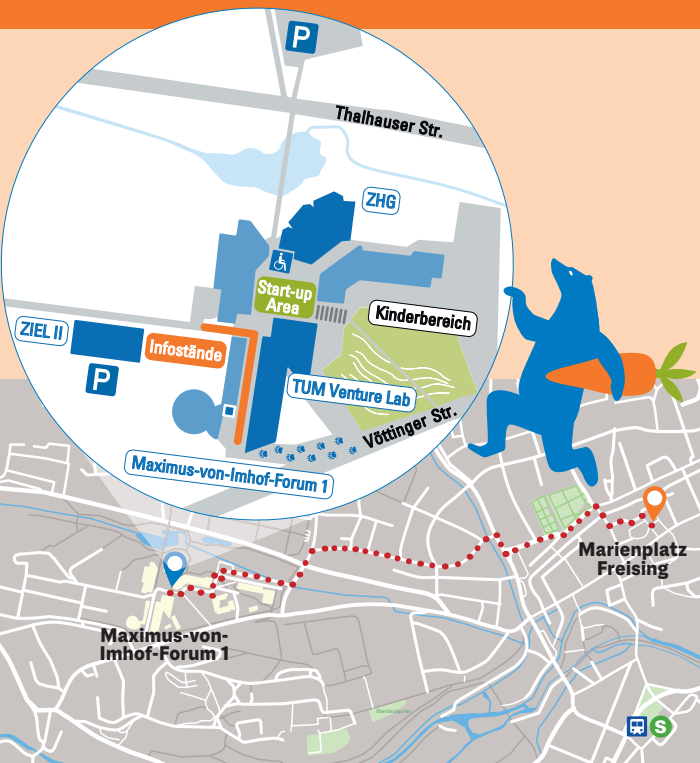 P
Thalhauser Str.
ZHG
Start-up
Area
Kinderbereich
ZIEL II
Infostände
P
TUM Venture Lab
Vöttinger Str.
Maximus-von-Imhof-Forum 1
Marienplatz
Freising
Maximus-von-
Imhof-Forum 1
S